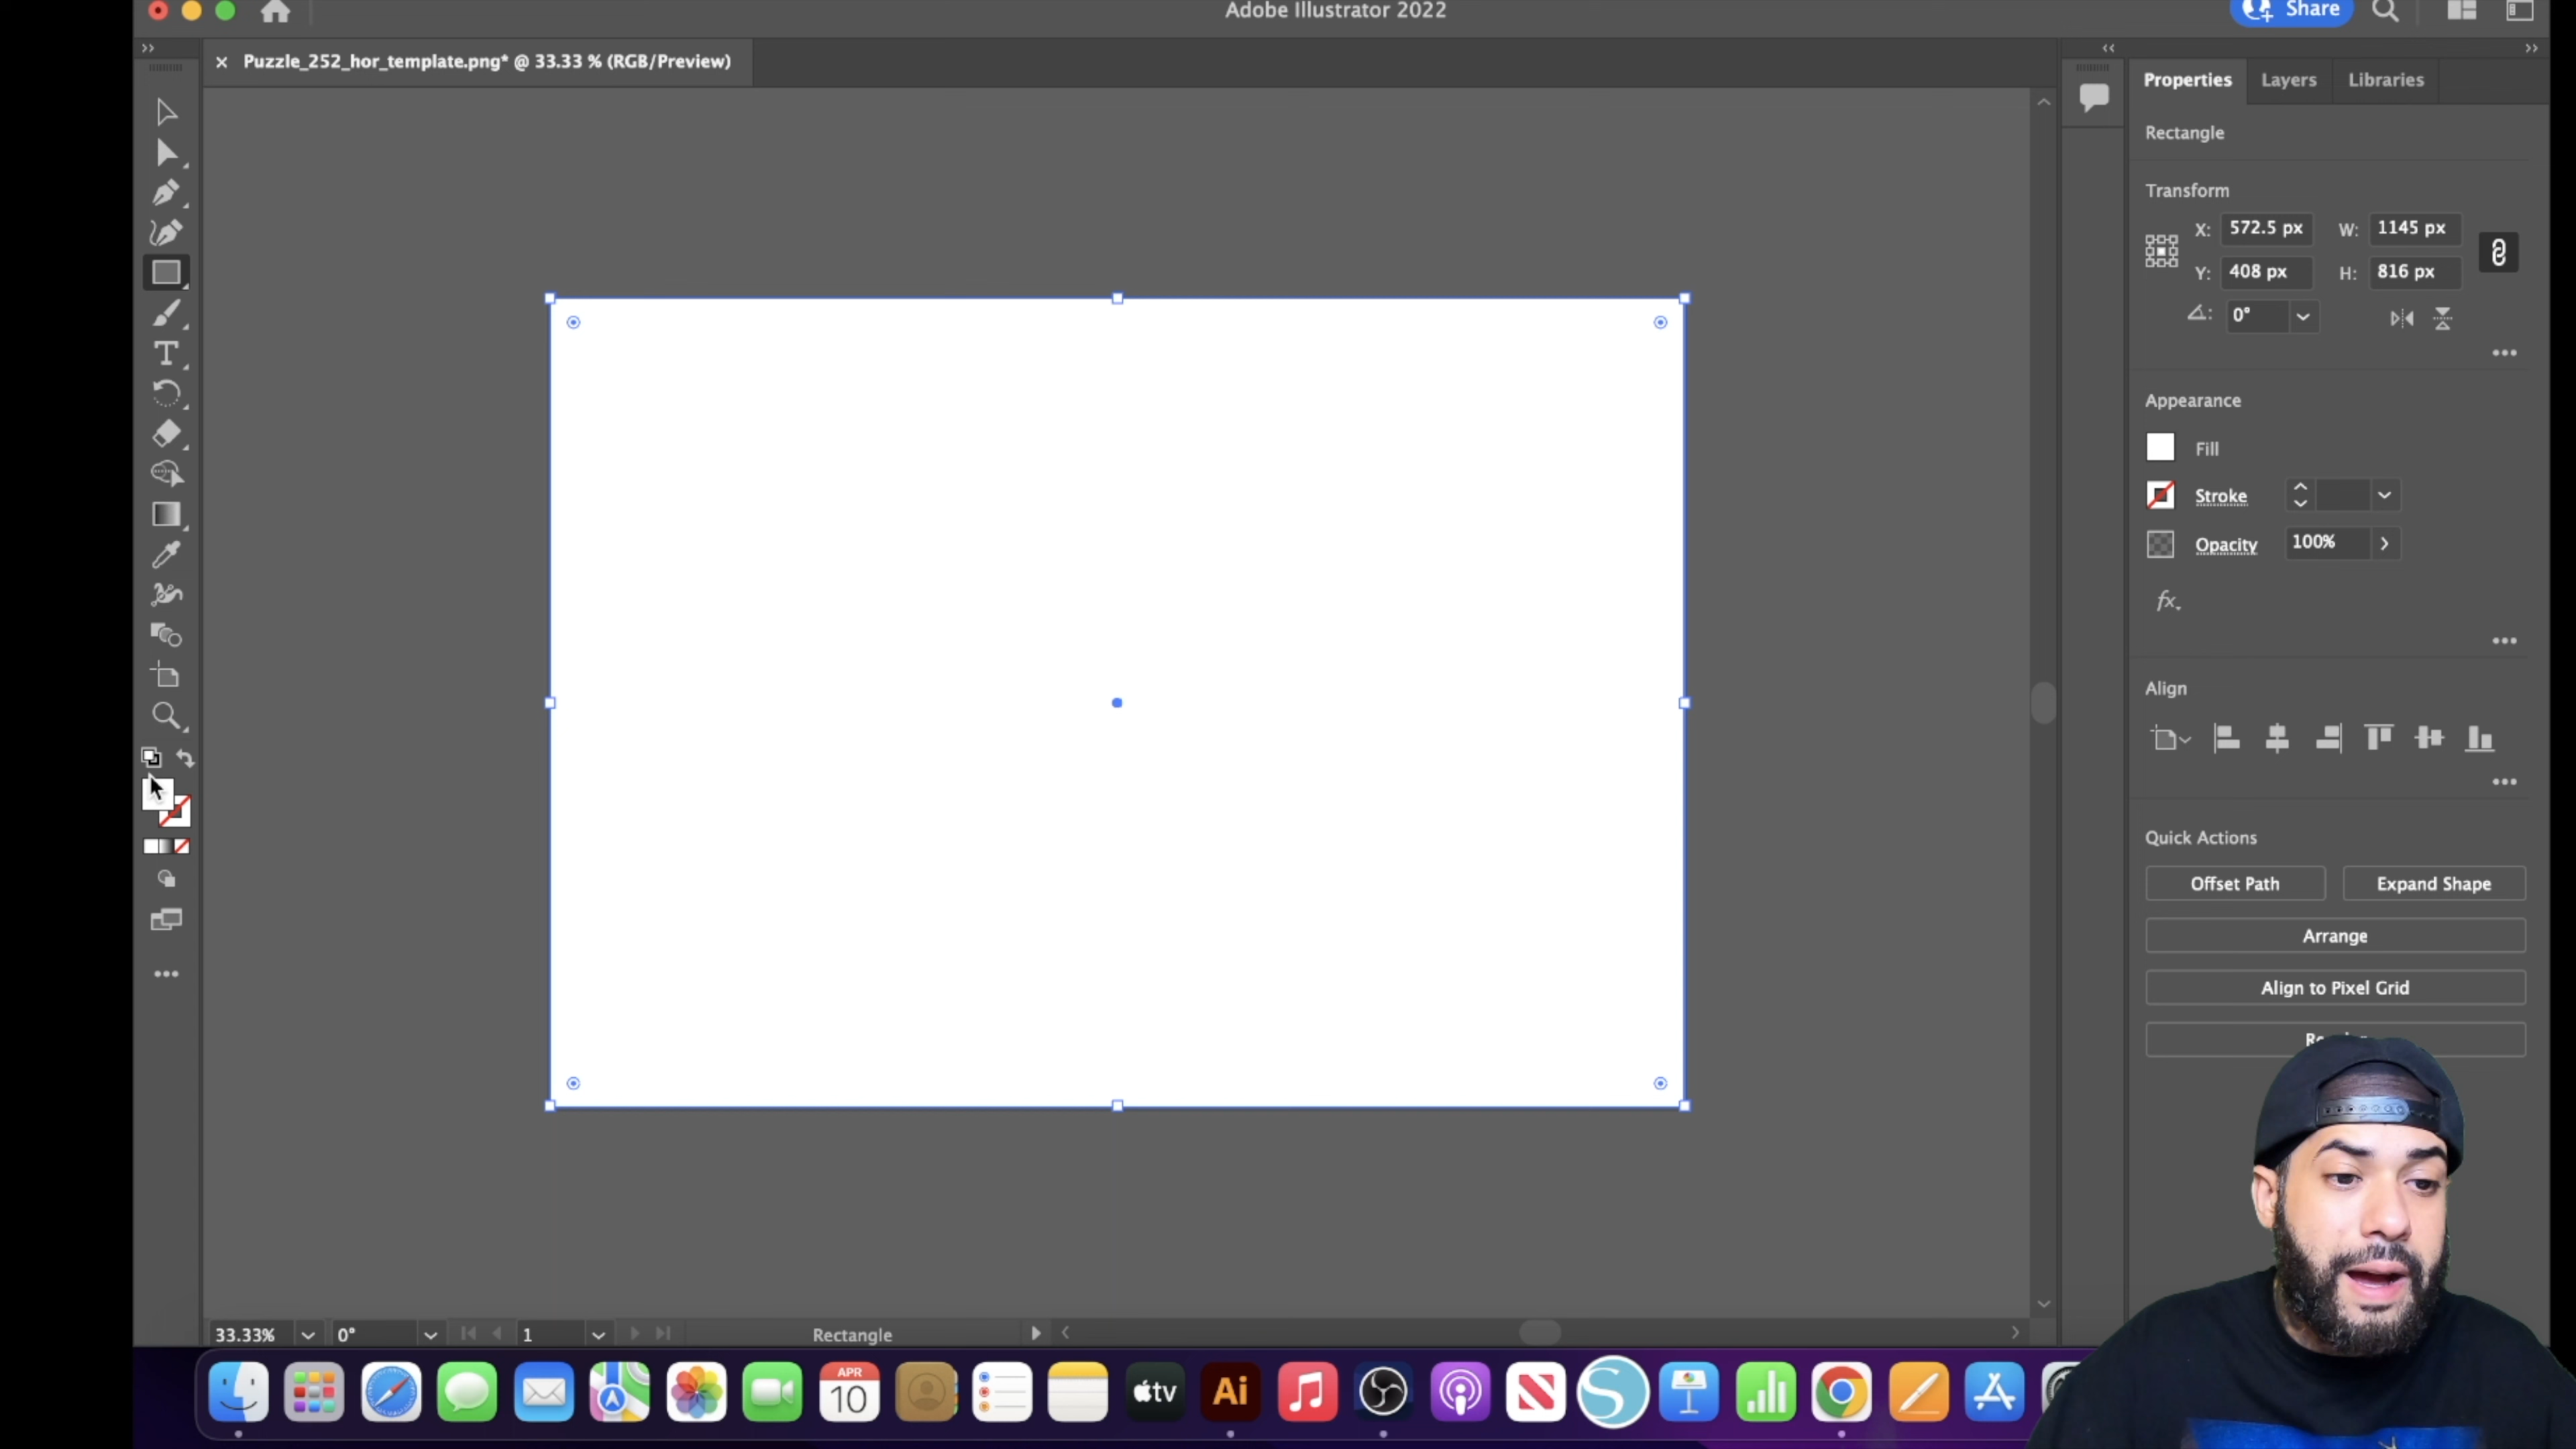 Adobe Illustrator 2022
Share
Puzzle_252_hor_template.png* @ 33.33 % (RGB/Preview)
Properties
Layers
Libraries
Rectangle
Transform
X: 572.5 px
W: 1145 px
Y: 408 px
H: 816 px
0°
Appearance
Fill
Stroke
Opacity
100%
fx
Align
Quick Actions
Offset Path
Expand Shape
Arrange
Align to Pixel Grid
33.33%
0°
1
Rectangle
APR
10
tv
Ai
S